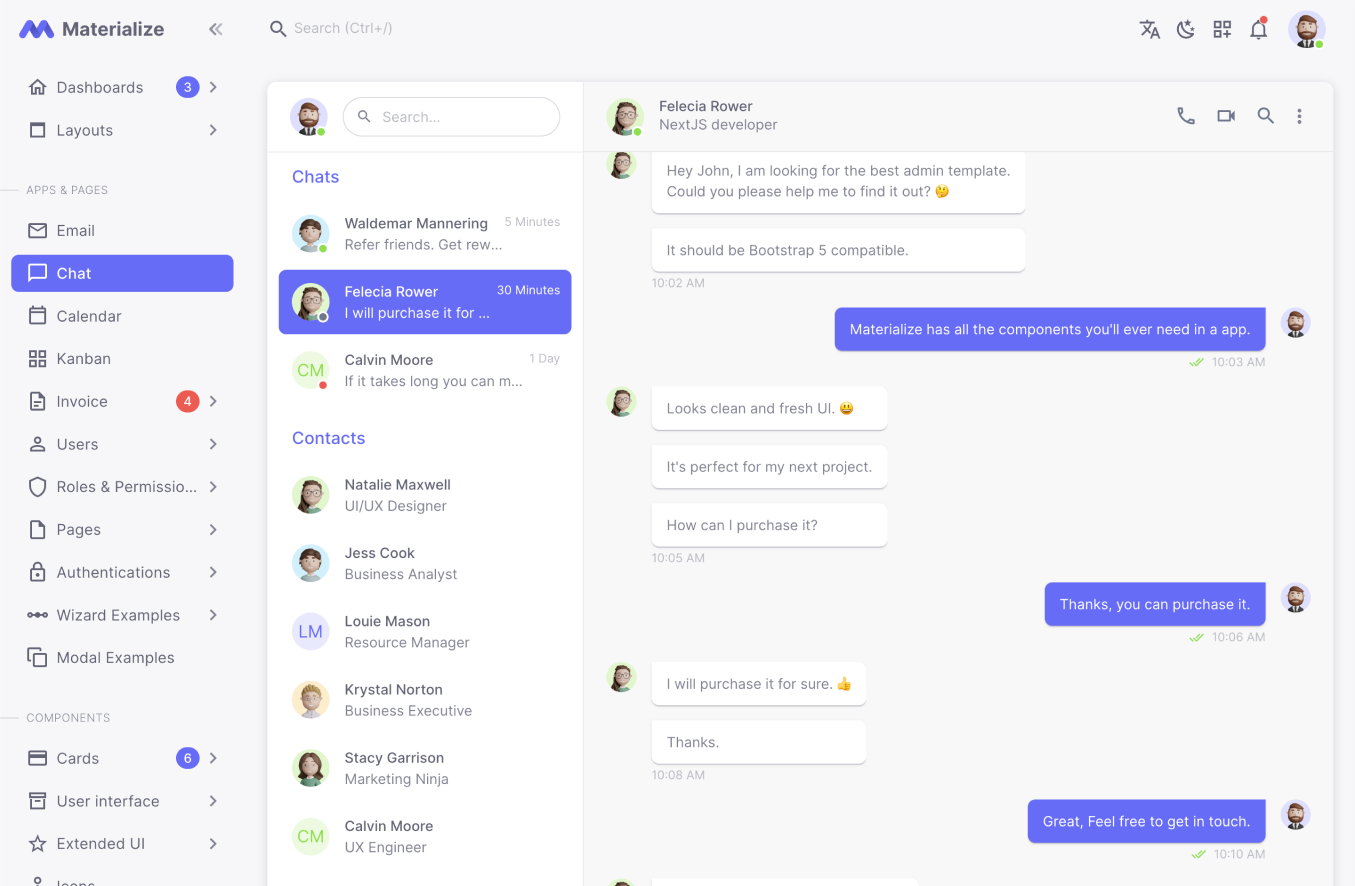 Materialize
Search (Ctrl+/)
Dashboards
3
Layouts
APPS & PAGES
Email
Chat
Calendar
Kanban
Invoice
4
Users
Roles & Permissio...
Pages
Authentications
Wizard Examples
Modal Examples
COMPONENTS
Cards
6
User interface
Extended UI
Icons
Search...
Chats
Waldemar Mannering
5 Minutes
Refer friends. Get rew...
Felecia Rower
30 Minutes
I will purchase it for ...
CM
Calvin Moore
1 Day
If it takes long you can m...
Contacts
Natalie Maxwell
UI/UX Designer
Jess Cook
Business Analyst
LM
Louie Mason
Resource Manager
Krystal Norton
Business Executive
Stacy Garrison
Marketing Ninja
CM
Calvin Moore
UX Engineer
Felecia Rower
NextJS developer
Hey John, I am looking for the best admin template.
Could you please help me to find it out? 🤔
It should be Bootstrap 5 compatible.
10:02 AM
Materialize has all the components you'll ever need in a app.
10:03 AM
Looks clean and fresh UI. 😃
It's perfect for my next project.
How can I purchase it?
10:05 AM
Thanks, you can purchase it.
10:06 AM
I will purchase it for sure. 👍
Thanks.
10:08 AM
Great, Feel free to get in touch.
10:10 AM